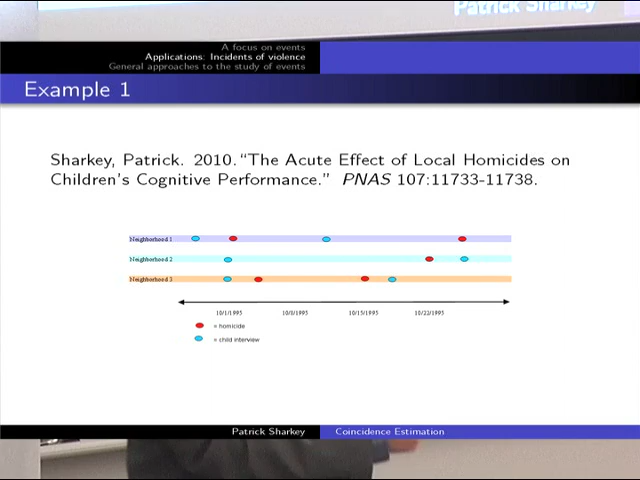 Patrick Sharkey
A focus on events
Applications: Incidents of violence
General approaches to the study of events
Example 1
Sharkey, Patrick. 2010. “The Acute Effect of Local Homicides on
Children’s Cognitive Performance.” PNAS 107:11733-11738.
Neighborhood 1
Neighborhood 2
Neighborhood 3
10/1/1995 10/8/1995 10/15/1995 10/22/1995
= homicide
= child interview
Patrick Sharkey Coincidence Estimation